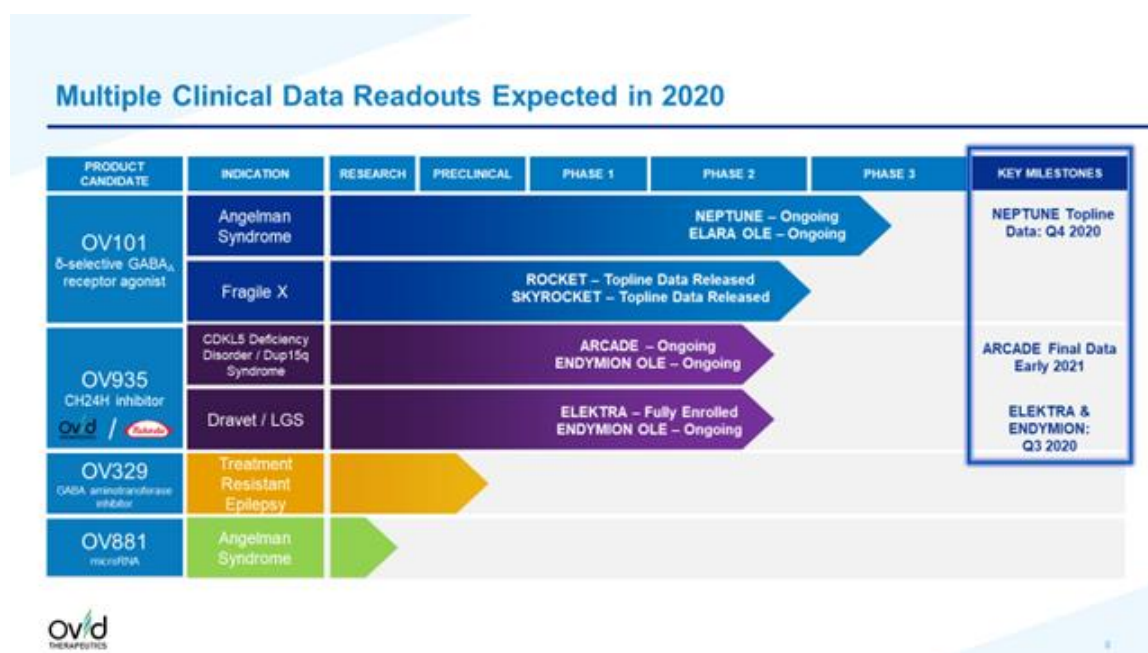 Multiple Clinical Data Readouts Expected in 2020
PRODUCT
CANDIDATE
INDICATION
RESEARCH
PRECLINICAL
PHASE 1
PHASE 2
PHASE 3
KEY MILESTONES
OV101
δ-selective GABAA
receptor agonist
Angelman
Syndrome
NEPTUNE – Ongoing
ELARA OLE – Ongoing
NEPTUNE Topline
Data: Q4 2020
Fragile X
ROCKET – Topline Data Released
SKYROCKET – Topline Data Released
OV935
CH24H inhibitor
Ovid
THERAPEUTICS
/
Takeda
CDKL5 Deficiency
Disorder / Dup15q
Syndrome
ARCADE – Ongoing
ENDYMION OLE – Ongoing
ARCADE Final Data
Early 2021
Dravet / LGS
ELEKTRA – Fully Enrolled
ENDYMION OLE – Ongoing
ELEKTRA &
ENDYMION:
Q3 2020
OV329
GABA aminotransferase
inhibitor
Treatment
Resistant
Epilepsy
OV881
microRNA
Angelman
Syndrome
Ovid
THERAPEUTICS